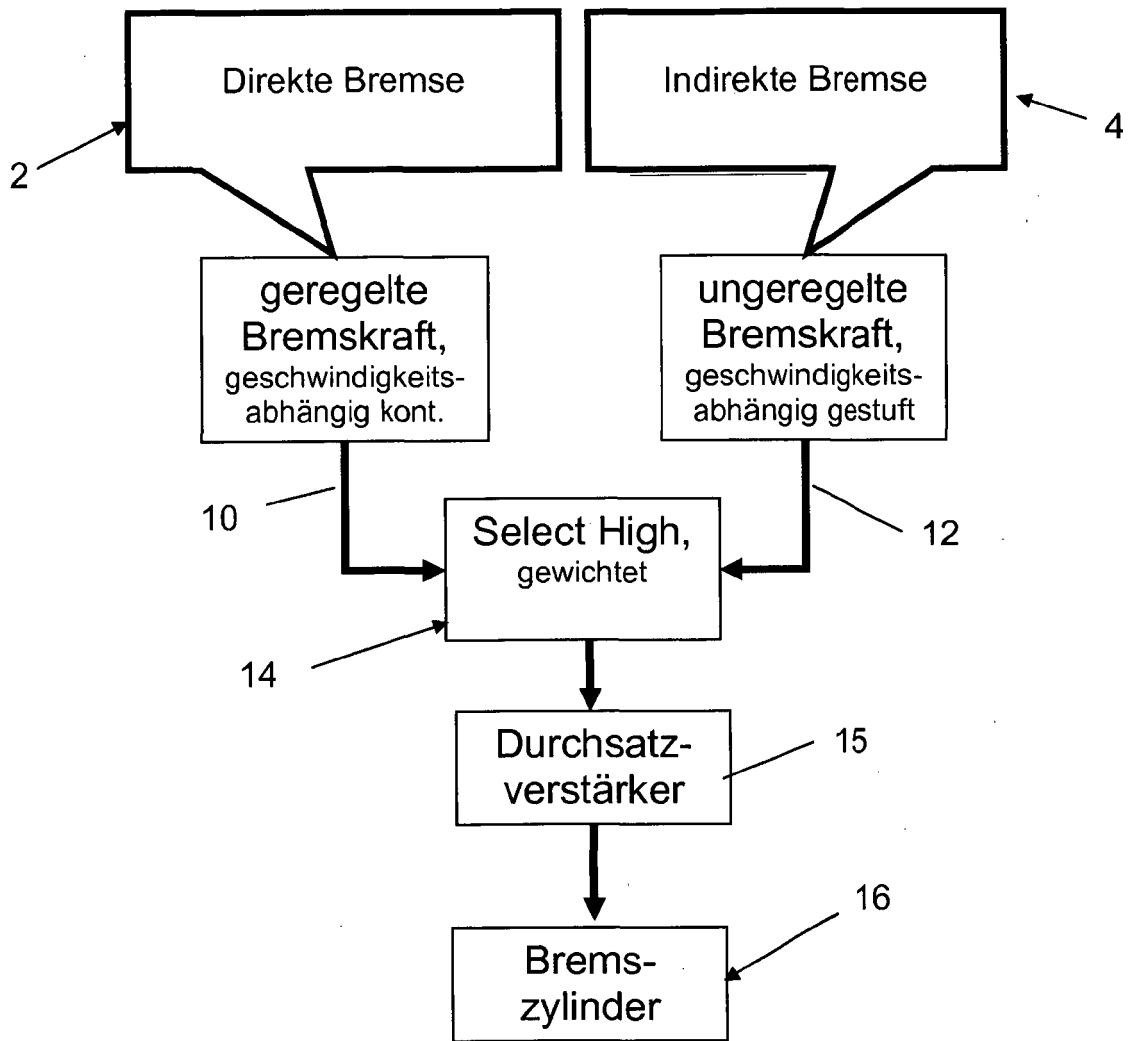 Direkte Bremse
Indirekte Bremse
2
4
geregelte
Bremskraft,
geschwindigkeits-
abhängig kont.
ungeregelte
Bremskraft,
geschwindigkeits-
abhängig gestuft
10
12
Select High,
gewichtet
14
Durchsatz-
verstärker
15
16
Brems-
zylinder